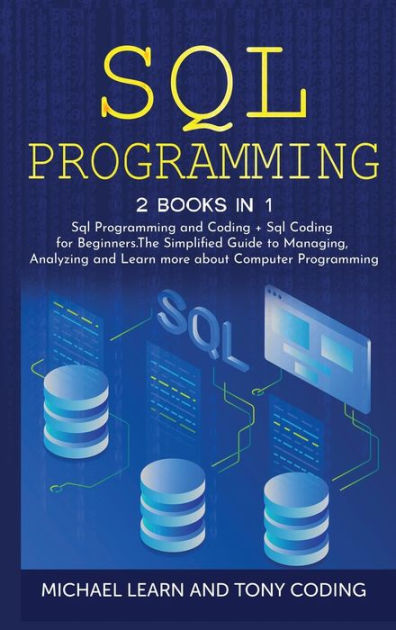 SQL
PROGRAMMING
2 BOOKS IN 1
Sql Programming and Coding + Sql Coding
for Beginners.The Simplified Guide to Managing,
Analyzing and Learn more about Computer Programming
SQL
MICHAEL LEARN AND TONY CODING